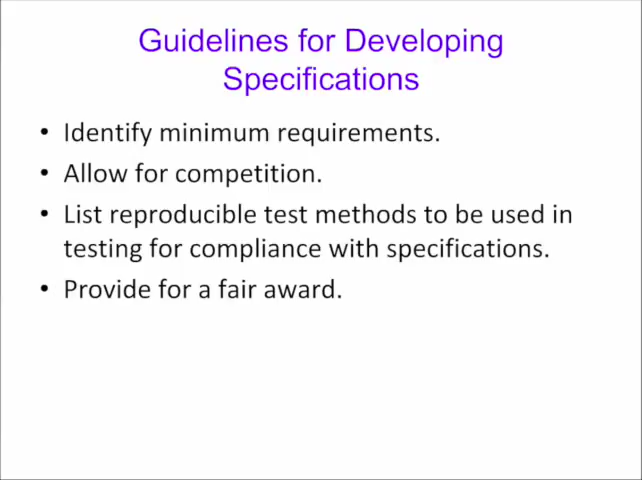 Guidelines for Developing
Specifications
• Identify minimum requirements.
• Allow for competition.
• List reproducible test methods to be used in
testing for compliance with specifications.
• Provide for a fair award.